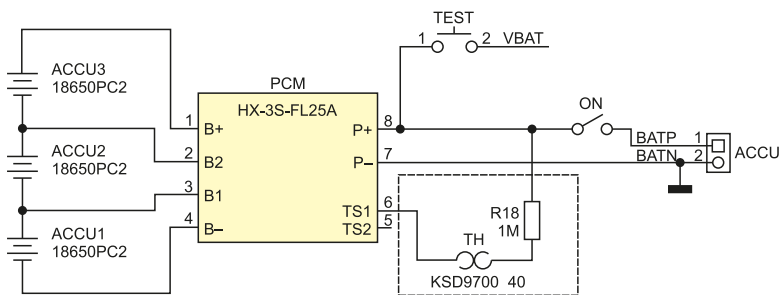 TEST
1 2 VBAT
ACCU3
18650PC2
PCM
HX-3S-FL25A
ON
1 B+ P+ 8
BATP 1
ACCU2
18650PC2
2 B2 P– 7
BATN 2 ACCU
3 B1
TS1 6
R18
1M
ACCU1
18650PC2
4 B–
TS2 5
TH
KSD9700 40